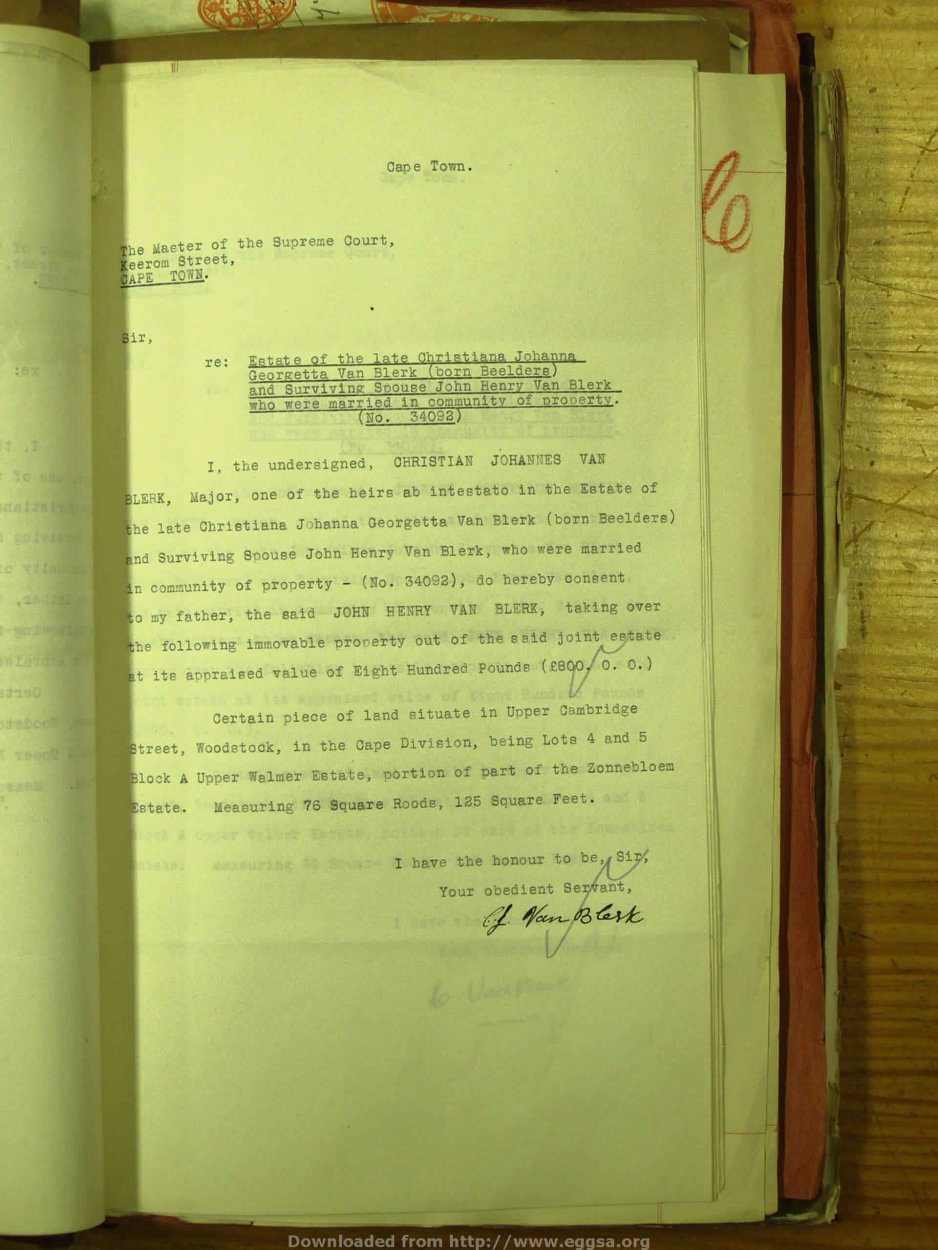 Cape Town.
The Master of the Supreme Court,
Keerom Street,
CAPE TOWN.
Sir,
re: Estate of the late Christiana Johanna
Georgetta Van Blerk (born Beelders)
and Surviving Spouse John Henry Van Blerk
who were married in community of property.
(No. 34092)
I, the undersigned, CHRISTIAN JOHANNES VAN
BLERK, Major, one of the heirs ab intestato in the Estate of
the late Christiana Johanna Georgetta Van Blerk (born Beelders)
and Surviving Spouse John Henry Van Blerk, who were married
in community of property - (No. 34092), do hereby consent
to my father, the said JOHN HENRY VAN BLERK, taking over
the following immovable property out of the said joint estate
at its appraised value of Eight Hundred Pounds (£800. 0. 0.)
Certain piece of land situate in Upper Cambridge
Street, Woodstock, in the Cape Division, being Lots 4 and 5
Block A Upper Walmer Estate, portion of part of the Zonnebloem
Estate. Measuring 76 Square Roods, 125 Square Feet.
I have the honour to be, Sir,
Your obedient Servant,
CJ. Van Blerk
Downloaded from http://www.eggsa.org